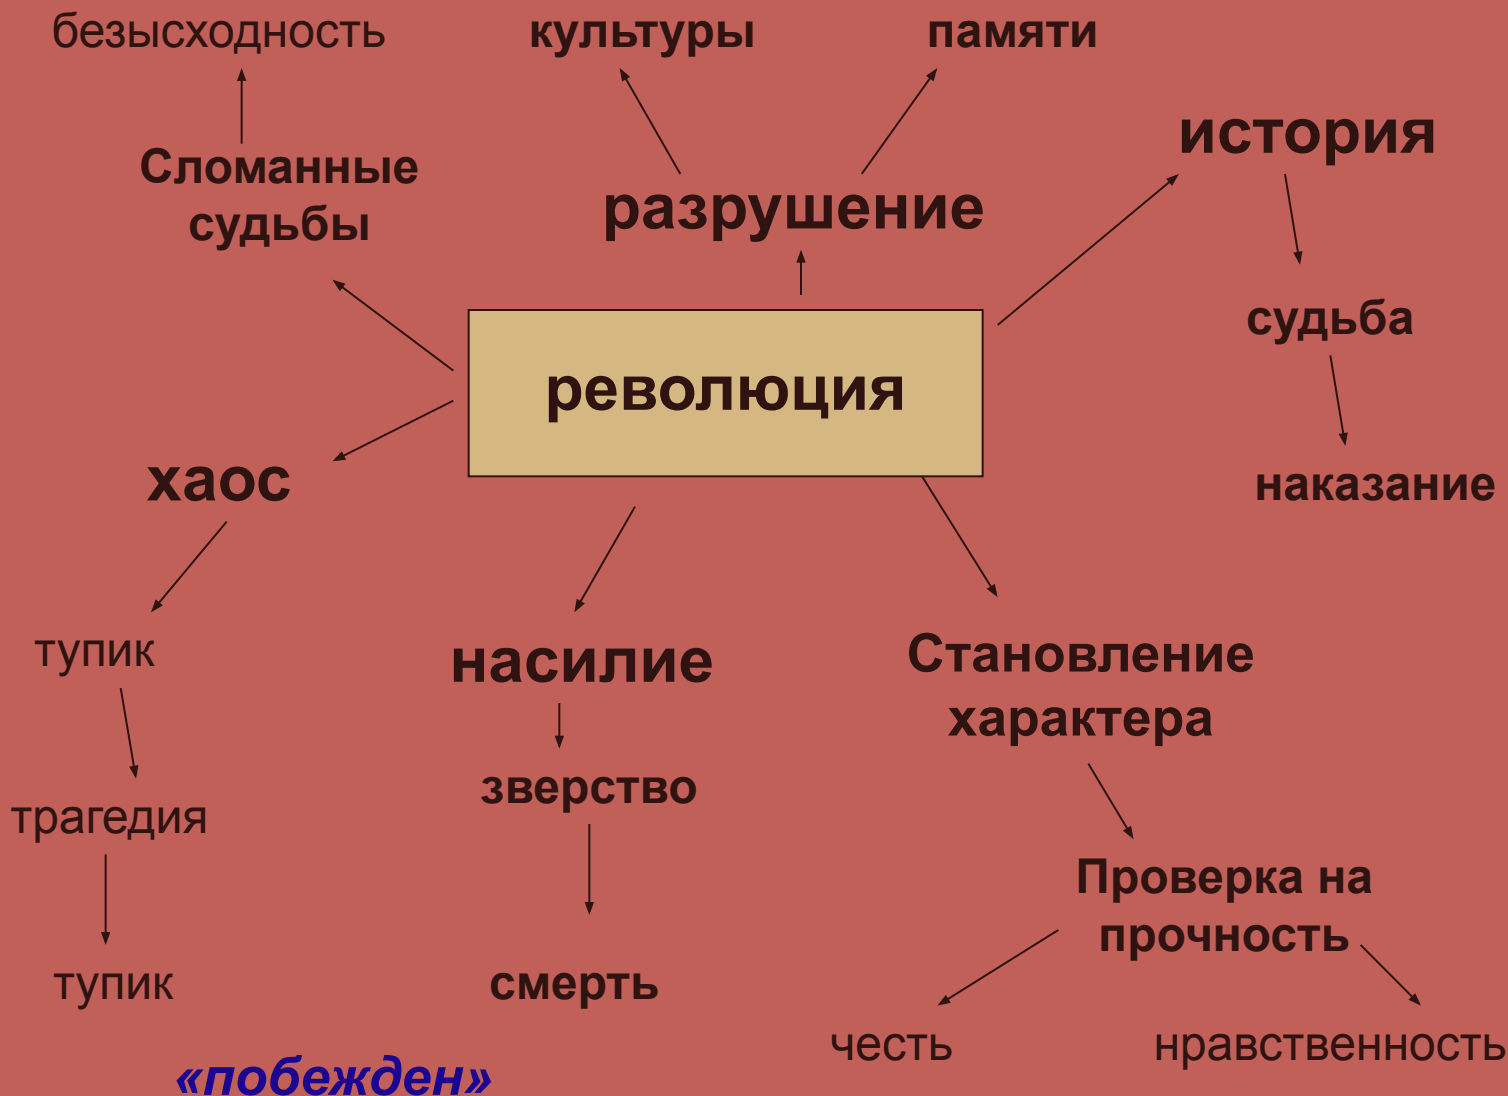 безысходность
культуры
памяти
история
Сломанные
судьбы
разрушение
судьба
революция
хаос
наказание
тупик
насилие
Становление
характера
зверство
трагедия
Проверка на
прочность
тупик
смерть
честь
нравственность
«побежден»